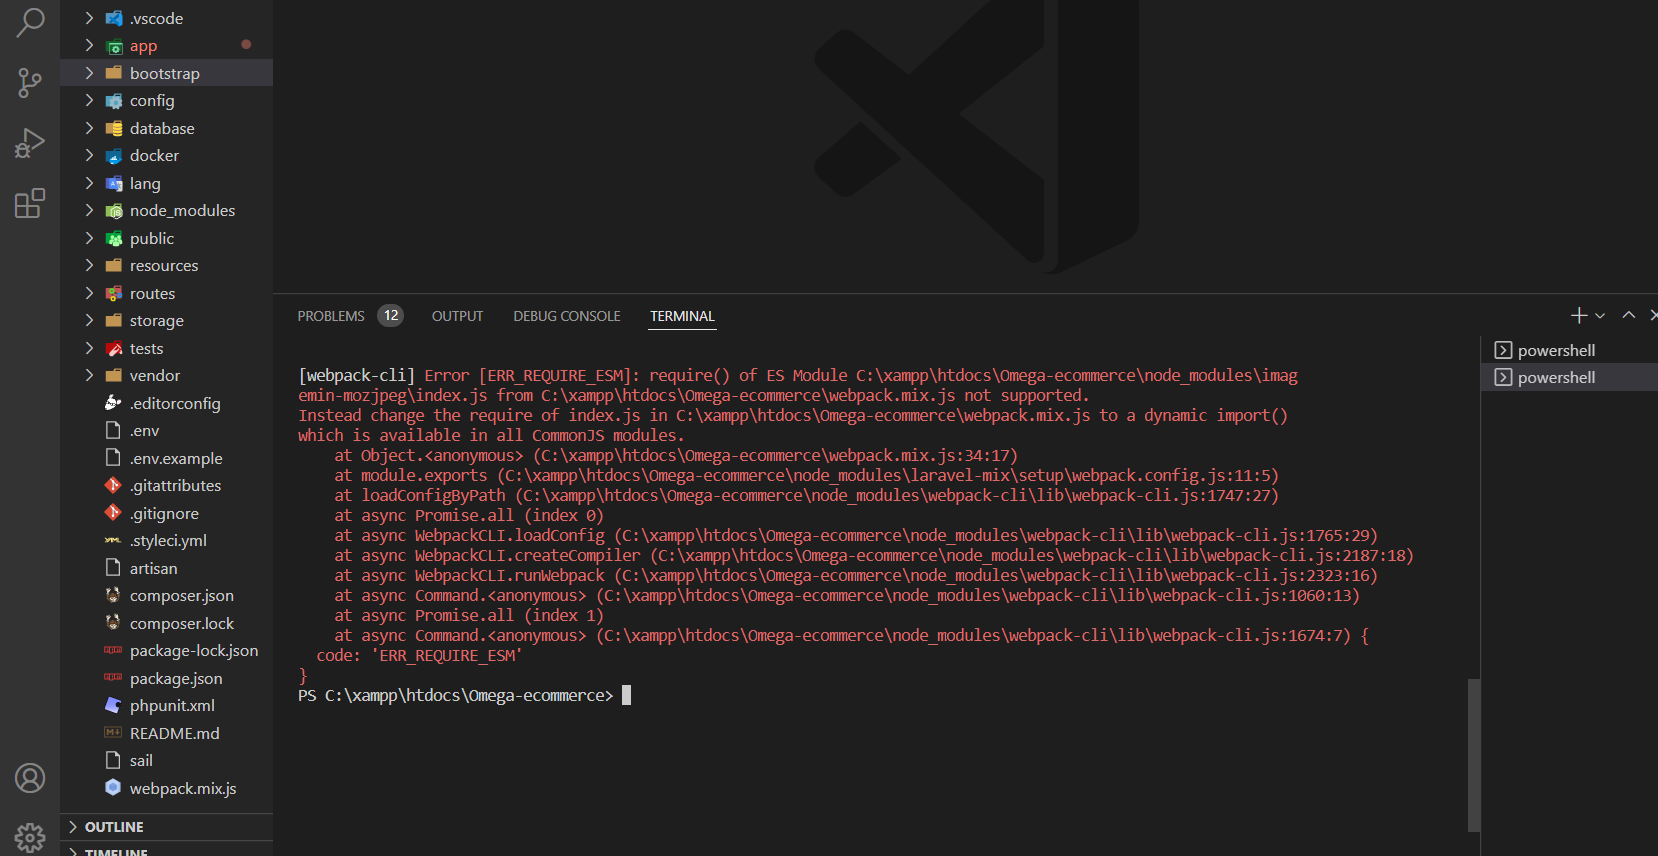 .vscode
app
bootstrap
config
database
docker
lang
node_modules
public
resources
routes
storage
tests
vendor
.editorconfig
.env
.env.example
.gitattributes
.gitignore
.styleci.yml
artisan
composer.json
composer.lock
package-lock.json
package.json
phpunit.xml
README.md
sail
webpack.mix.js
OUTLINE
TIMELINE
PROBLEMS 12 OUTPUT DEBUG CONSOLE TERMINAL
[webpack-cli] Error [ERR_REQUIRE_ESM]: require() of ES Module C:\xampp\htdocs\Omega-ecommerce\node_modules\imag
emin-mozjpeg\index.js from C:\xampp\htdocs\Omega-ecommerce\webpack.mix.js not supported.
Instead change the require of index.js in C:\xampp\htdocs\Omega-ecommerce\webpack.mix.js to a dynamic import()
which is available in all CommonJS modules.
    at Object.<anonymous> (C:\xampp\htdocs\Omega-ecommerce\webpack.mix.js:34:17)
    at module.exports (C:\xampp\htdocs\Omega-ecommerce\node_modules\laravel-mix\setup\webpack.config.js:11:5)
    at loadConfigByPath (C:\xampp\htdocs\Omega-ecommerce\node_modules\webpack-cli\lib\webpack-cli.js:1747:27)
    at async Promise.all (index 0)
    at async WebpackCLI.loadConfig (C:\xampp\htdocs\Omega-ecommerce\node_modules\webpack-cli\lib\webpack-cli.js:1765:29)
    at async WebpackCLI.createCompiler (C:\xampp\htdocs\Omega-ecommerce\node_modules\webpack-cli\lib\webpack-cli.js:2187:18)
    at async WebpackCLI.runWebpack (C:\xampp\htdocs\Omega-ecommerce\node_modules\webpack-cli\lib\webpack-cli.js:2323:16)
    at async Command.<anonymous> (C:\xampp\htdocs\Omega-ecommerce\node_modules\webpack-cli\lib\webpack-cli.js:1060:13)
    at async Promise.all (index 1)
    at async Command.<anonymous> (C:\xampp\htdocs\Omega-ecommerce\node_modules\webpack-cli\lib\webpack-cli.js:1674:7) {
  code: 'ERR_REQUIRE_ESM'
}
PS C:\xampp\htdocs\Omega-ecommerce>
powershell
powershell